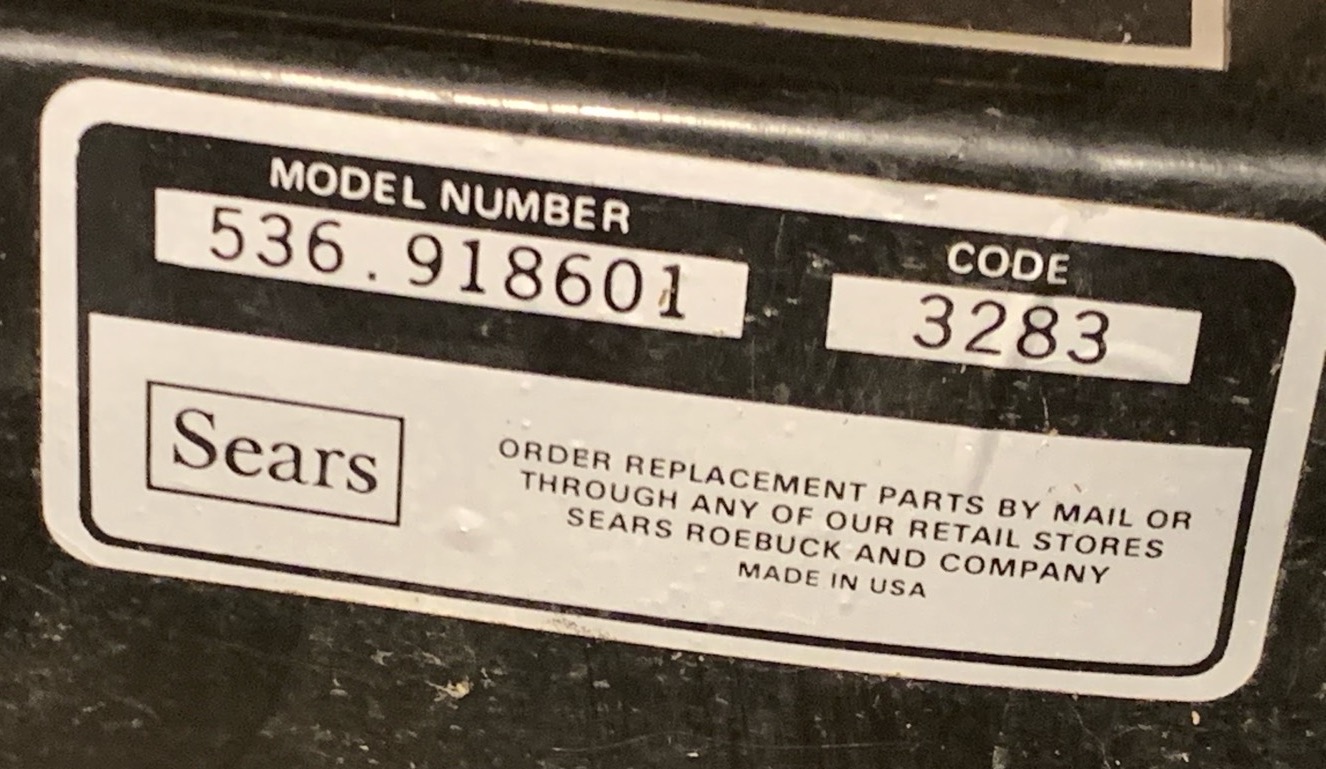 MODEL NUMBER
536.918601
CODE
3283
Sears
ORDER REPLACEMENT PARTS BY MAIL OR
THROUGH ANY OF OUR RETAIL STORES
SEARS ROEBUCK AND COMPANY
MADE IN USA